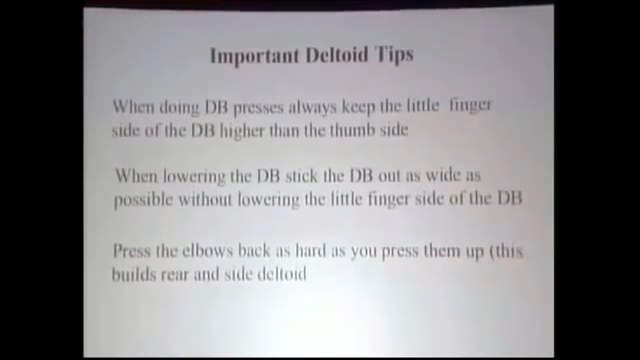 Important Deltoid Tips
When doing DB presses always keep the little finger
side of the DB higher than the thumb side
When lowering the DB stick the DB out as wide as
possible without lowering the little finger side of the DB
Press the elbows back as hard as you press them up (this
builds rear and side deltoid